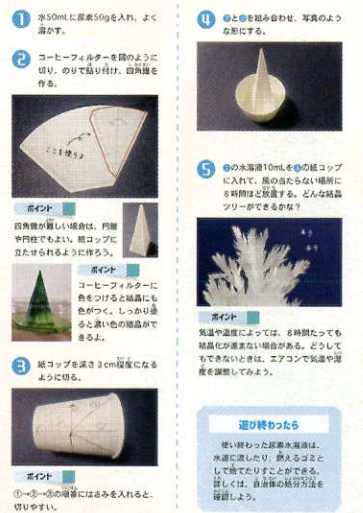 1 水50mLに尿素50gを入れ、よく
溶かす。
2 コーヒーフィルターを図のように
切り、のりで貼り付け、四角錐を
作る。
ここを使うよ
ポイント
四角錐が難しい場合は、円錐
や円柱でもよい。紙コップに
立たせられるように作ろう。
ポイント
コーヒーフィルターに
色をつけると結晶にも
色がつく。しっかり塗
ると濃い色の結晶がで
きるよ。
3 紙コップを深さ3cm程度になる
ように切る。
ポイント
①→②→③の順番にはさみを入れると、
切りやすい。
4 2と3を組み合わせ、写真のよう
な形にする。
5 の水溶液10mLを4の紙コップ
に入れて、風の当たらない場所に
8時間ほど放置する。どんな結晶
ツリーができるかな？
キラ
キラ
ポイント
気温や湿度によっては、8時間たっても
結晶化が進まない場合がある。どうして
もできないときは、エアコンで気温や湿
度を調整してみよう。
遊び終わったら
使い終わった尿素水溶液は、
水道に流したり、燃えるゴミと
して捨てたりすることができる。
詳しくは、自治体の処分方法を
確認しよう。